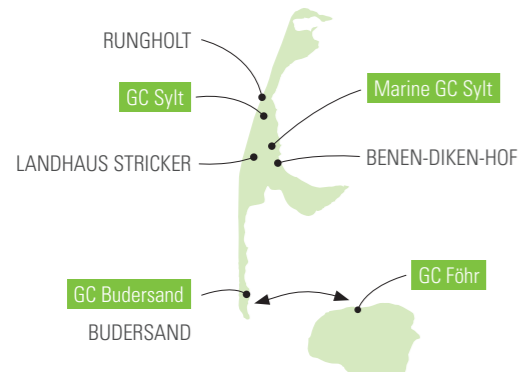 RUNGHOLT
GC Sylt
Marine GC Sylt
LANDHAUS STRICKER
BENEN-DIKEN-HOF
GC Föhr
GC Budersand
BUDERSAND